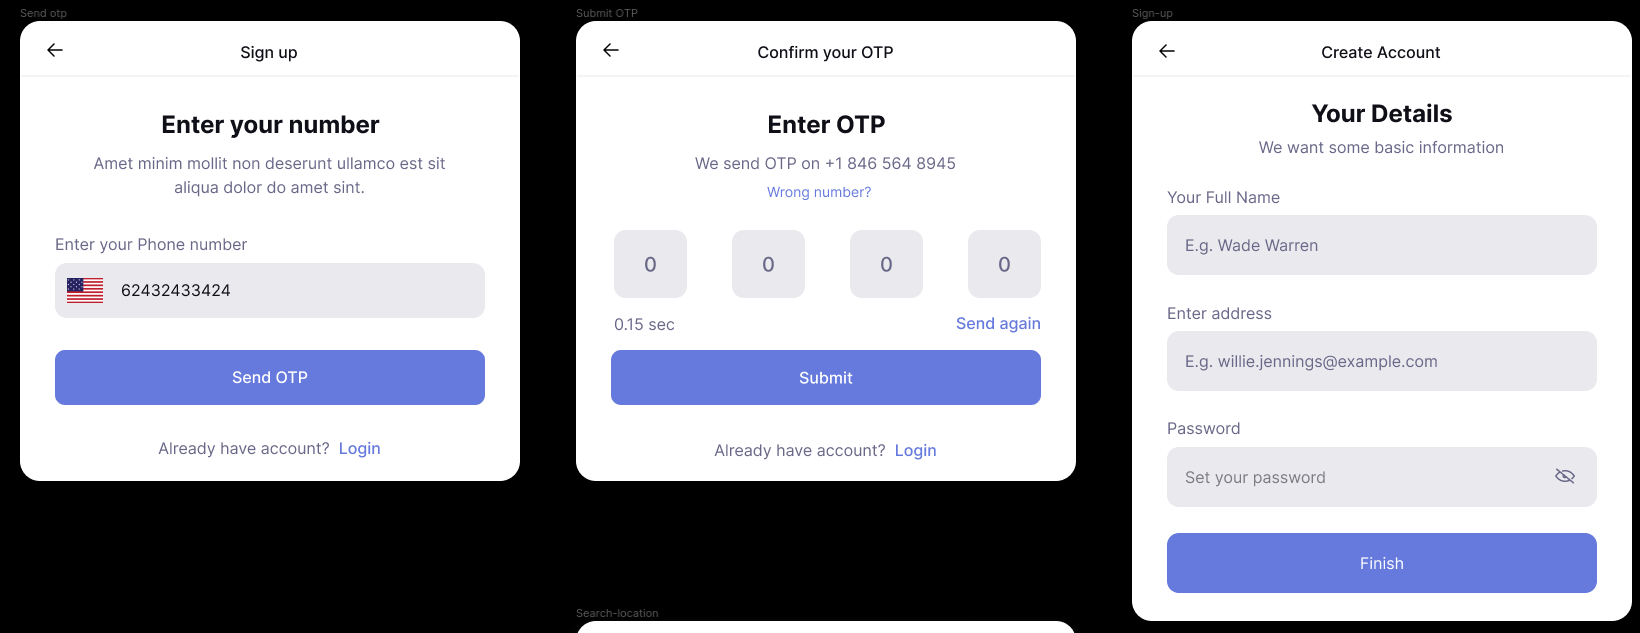 Send otp
Sign up
Enter your number
Amet minim mollit non deserunt ullamco est sit
aliqua dolor do amet sint.
Enter your Phone number
62432433424
Send OTP
Already have account? Login
Submit OTP
Confirm your OTP
Enter OTP
We send OTP on +1 846 564 8945
Wrong number?
0 0 0 0
0.15 sec Send again
Submit
Already have account? Login
Sign-up
Create Account
Your Details
We want some basic information
Your Full Name
E.g. Wade Warren
Enter address
E.g. willie.jennings@example.com
Password
Set your password
Finish
Search-location